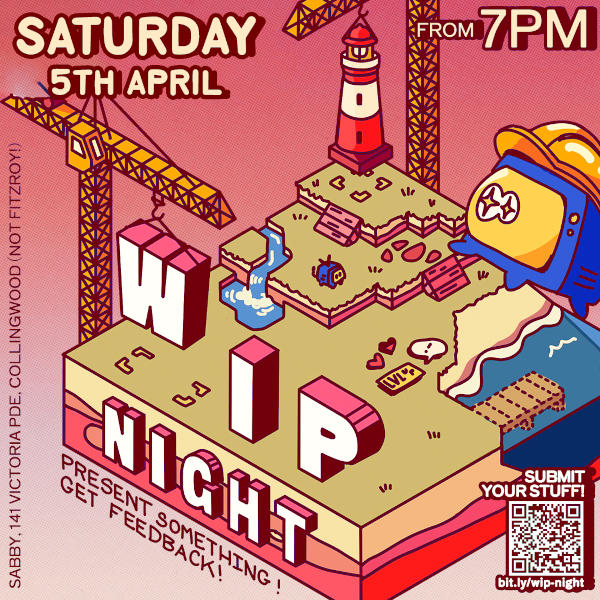 SATURDAY
5TH APRIL
FROM 7PM
SABBY, 141 VICTORIA PDE, COLLINGWOOD (NOT FITZROY!)
WIP
NIGHT
PRESENT SOMETHING!
GET FEEDBACK!
SUBMIT
YOUR STUFF!
bit.ly/wip-night